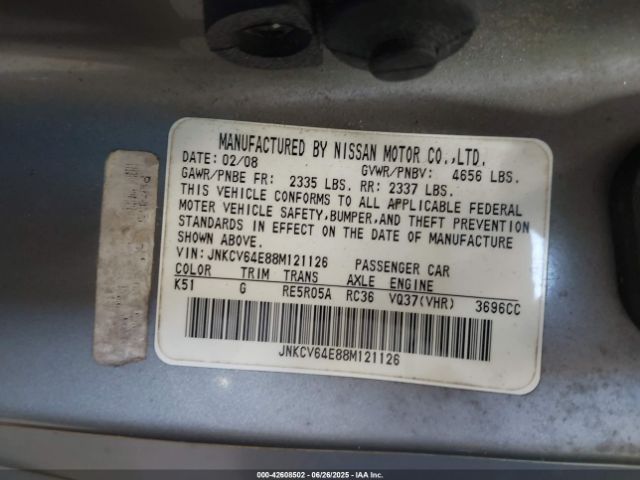 MANUFACTURED BY NISSAN MOTOR CO.,LTD.
DATE: 02/08 GVWR/PNBV: 4656 LBS.
GAWR/PNBE FR: 2335 LBS. RR: 2337 LBS.
THIS VEHICLE CONFORMS TO ALL APPLICABLE FEDERAL
MOTER VEHICLE SAFETY,BUMPER,AND THEFT PREVENTION
STANDARDS IN EFFECT ON THE DATE OF MANUFACTURE
SHOWN ABOVE.
VIN: JNKCV64E88M121126 PASSENGER CAR
COLOR TRIM TRANS AXLE ENGINE
K51 G RE5R05A RC36 VQ37(VHR) 3696CC
JNKCV64E88M121126
000-42608502 - 06/26/2025 - IAA Inc.